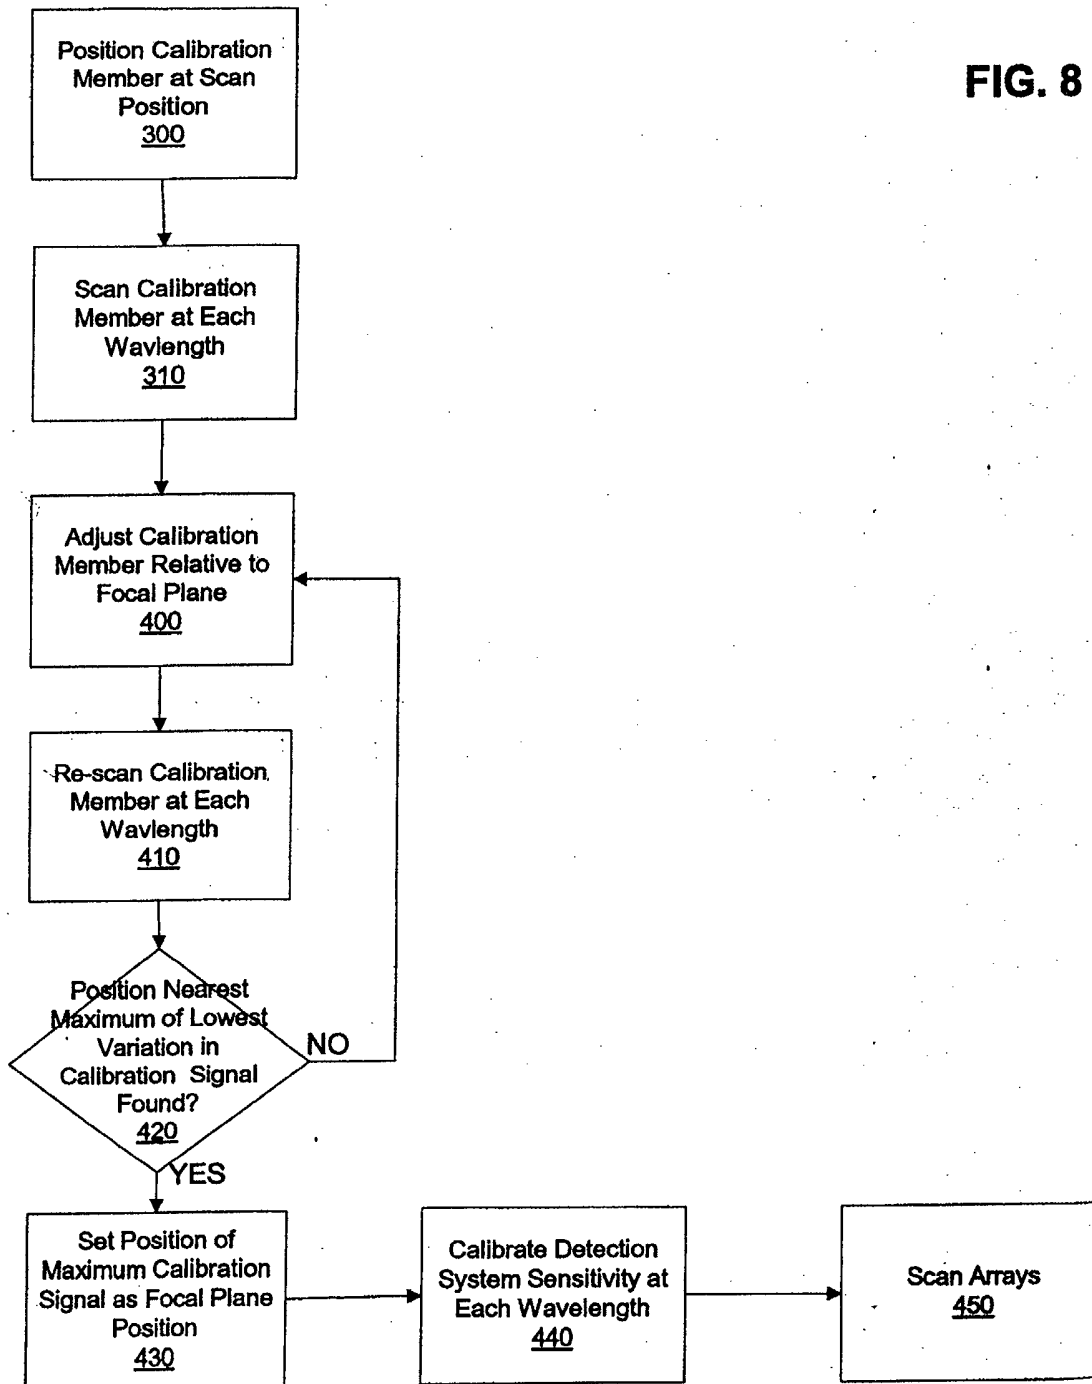 FIG. 8
Position Calibration
Member at Scan
Position
300
Scan Calibration
Member at Each
Wavlength
310
Adjust Calibration
Member Relative to
Focal Plane
400
Re-scan Calibration
Member at Each
Wavlength
410
Position Nearest
Maximum of Lowest
Variation in
Calibration Signal
Found?
420
NO
YES
Set Position of
Maximum Calibration
Signal as Focal Plane
Position
430
Calibrate Detection
System Sensitivity at
Each Wavelength
440
Scan Arrays
450